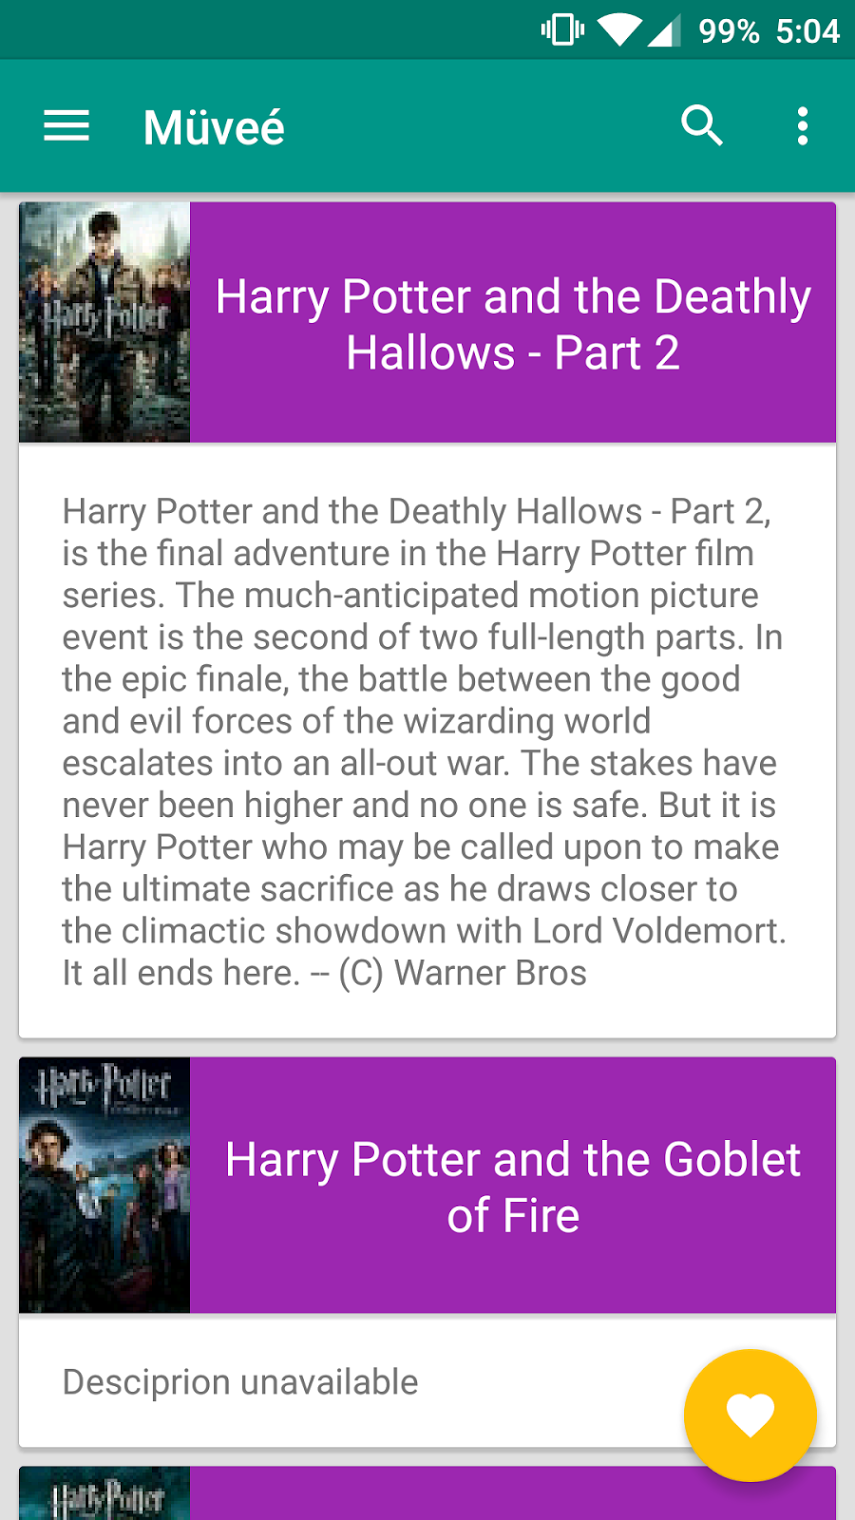 99% 5:04
Müveé
Harry Potter
Harry Potter and the Deathly
Hallows - Part 2
Harry Potter and the Deathly Hallows - Part 2,
is the final adventure in the Harry Potter film
series. The much-anticipated motion picture
event is the second of two full-length parts. In
the epic finale, the battle between the good
and evil forces of the wizarding world
escalates into an all-out war. The stakes have
never been higher and no one is safe. But it is
Harry Potter who may be called upon to make
the ultimate sacrifice as he draws closer to
the climactic showdown with Lord Voldemort.
It all ends here. -- (C) Warner Bros
Harry Potter
Harry Potter and the Goblet
of Fire
Desciprion unavailable
Harry Potter